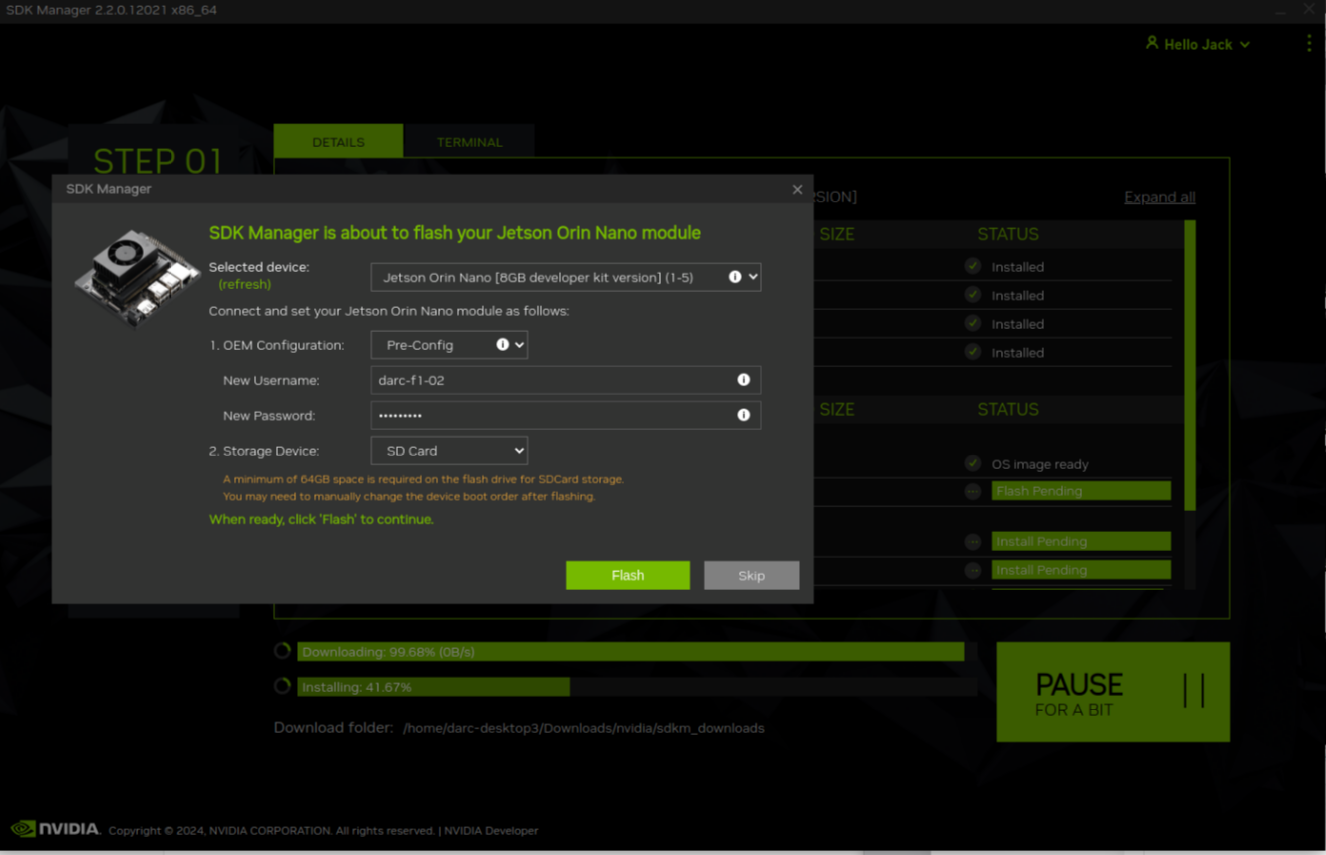 SDK Manager 2.2.0.12021 x86_64
Hello Jack
DETAILS TERMINAL
STEP 01
SDK Manager
RSION] Expand all
SDK Manager is about to flash your Jetson Orin Nano module
SIZE STATUS
Selected device: Jetson Orin Nano [8GB developer kit version] (1-5)
Installed
(refresh)
Installed
Connect and set your Jetson Orin Nano module as follows:
Installed
1. OEM Configuration: Pre-Config
Installed
New Username: darc-f1-02
New Password: •••••••••
SIZE STATUS
2. Storage Device: SD Card
OS image ready
A minimum of 64GB space is required on the flash drive for SDCard storage.
You may need to manually change the device boot order after flashing.
Flash Pending
When ready, click 'Flash' to continue.
Install Pending
Flash Skip
Install Pending
Downloading: 99.68% (0B/s)
Installing: 41.67%
PAUSE
FOR A BIT
Download folder: /home/darc-desktop3/Downloads/nvidia/sdkm_downloads
NVIDIA. Copyright © 2024, NVIDIA CORPORATION. All rights reserved. | NVIDIA Developer